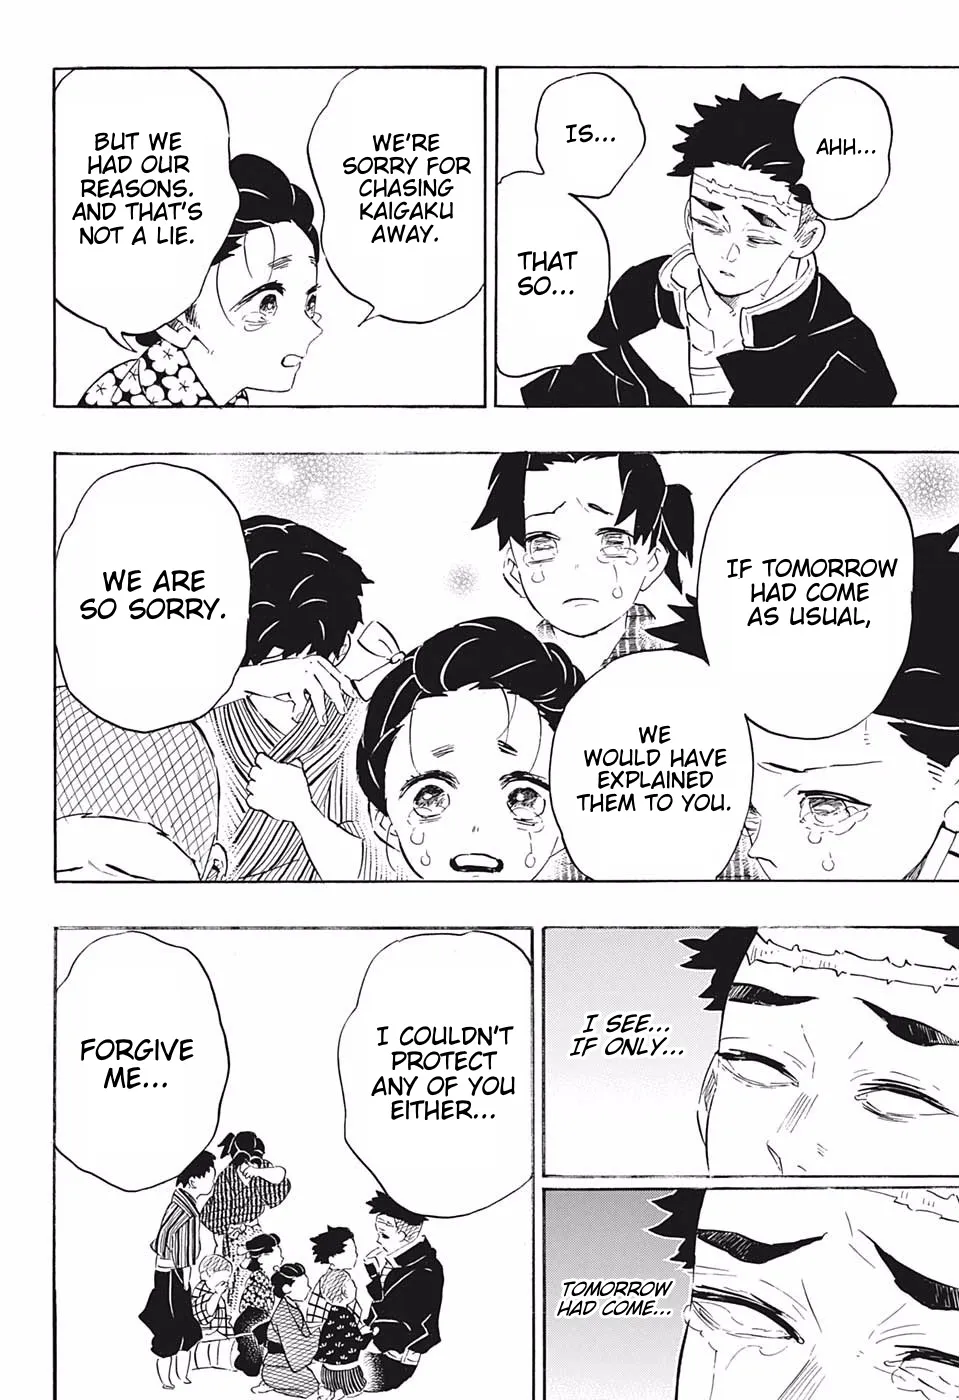 AHH...
IS...
THAT
SO...
WE'RE
SORRY FOR
CHASING
KAIGAKU
AWAY.
BUT WE
HAD OUR
REASONS.
AND THAT'S
NOT A LIE.
IF TOMORROW
HAD COME
AS USUAL,
WE
WOULD HAVE
EXPLAINED
THEM TO YOU.
WE ARE
SO SORRY.
I SEE...
IF ONLY...
TOMORROW
HAD COME...
I COULDN'T
PROTECT
ANY OF YOU
EITHER...
FORGIVE
ME...